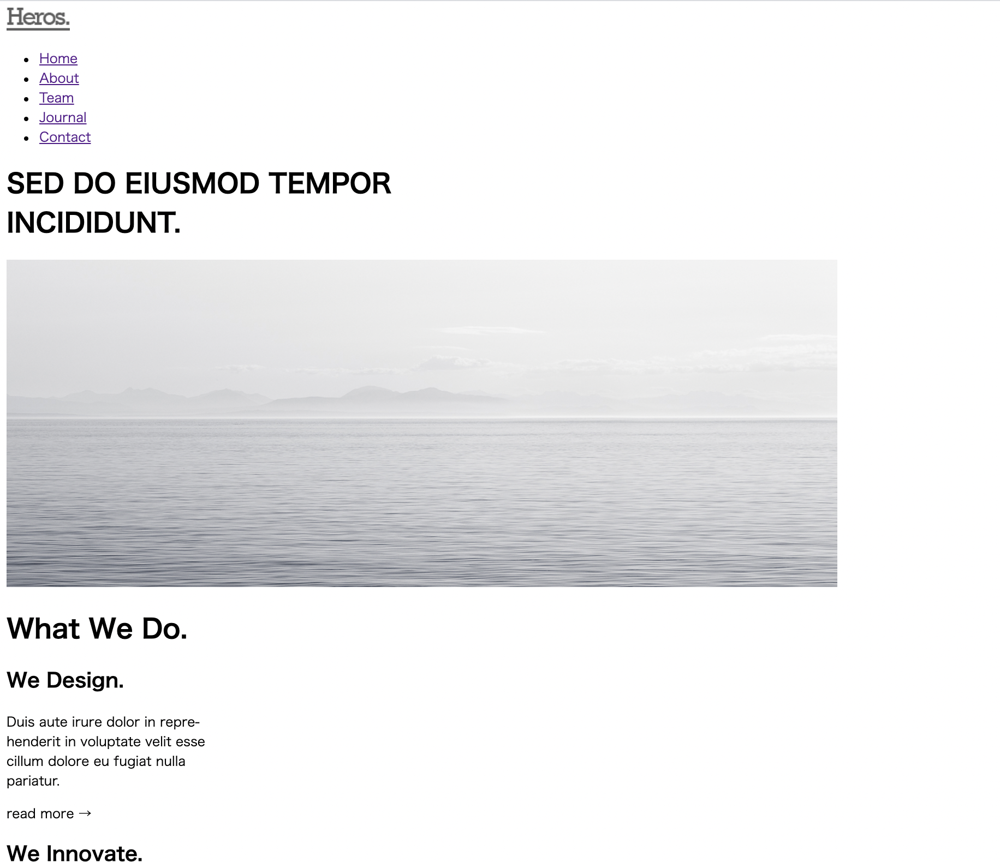 Heros.
Home
About
Team
Journal
Contact
SED DO EIUSMOD TEMPOR
INCIDIDUNT.
What We Do.
We Design.
Duis aute irure dolor in repre-
henderit in voluptate velit esse
cillum dolore eu fugiat nulla
pariatur.
read more →
We Innovate.